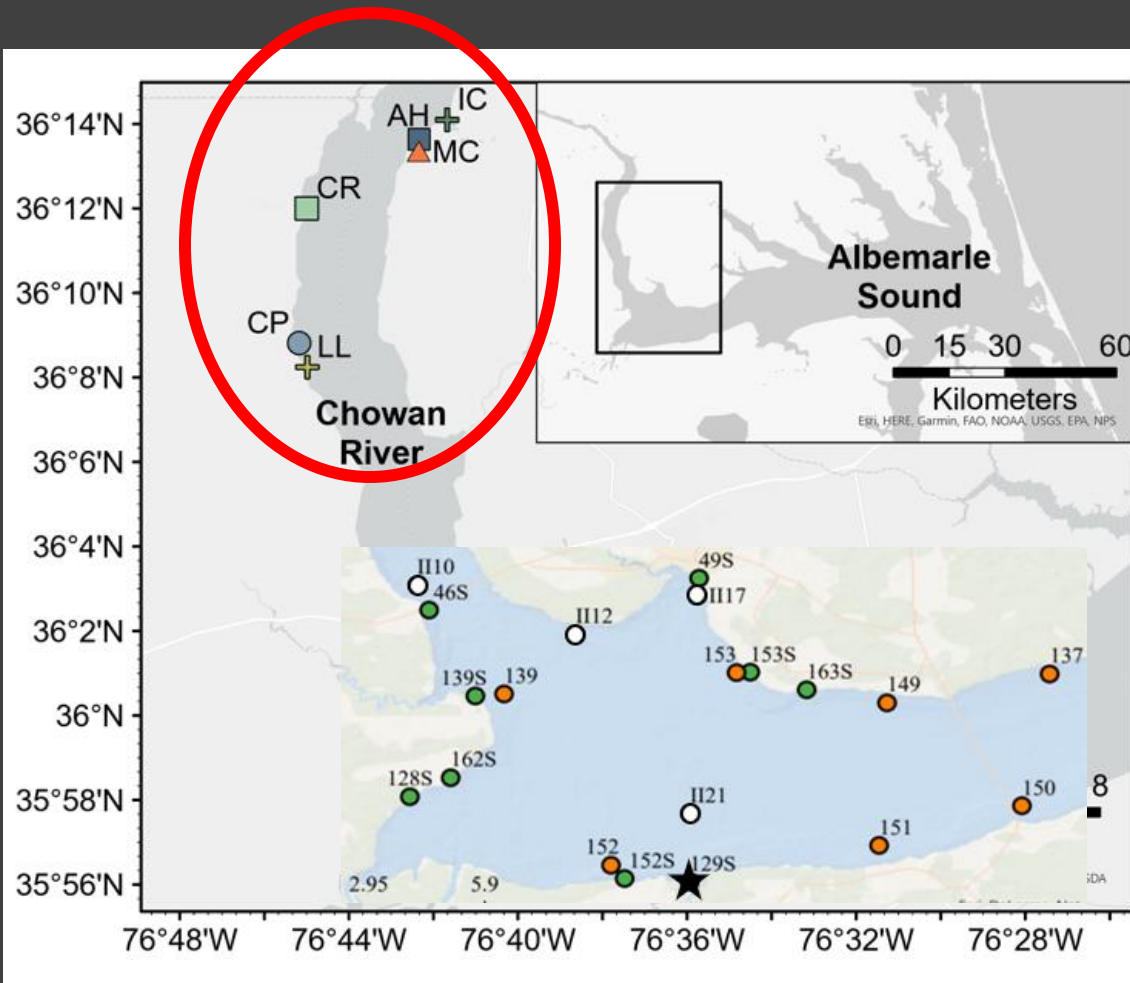 36°14'N
36°12'N
36°10'N
36°8'N
36°6'N
36°4'N
36°2'N
36°N
35°58'N
35°56'N
IC
AH
MC
CR
CP
LL
Chowan
River
Albemarle
Sound
0 15 30 60
Kilometers
Esri, HERE, Garmin, FAO, NOAA, USGS, EPA, NPS
II10
46S
49S
II17
II12
153 153S
139S 139
163S
149
137
162S
128S
II21
8
150
151
152 152S
129S
2.95 5.9
76°48'W 76°44'W 76°40'W 76°36'W 76°32'W 76°28'W